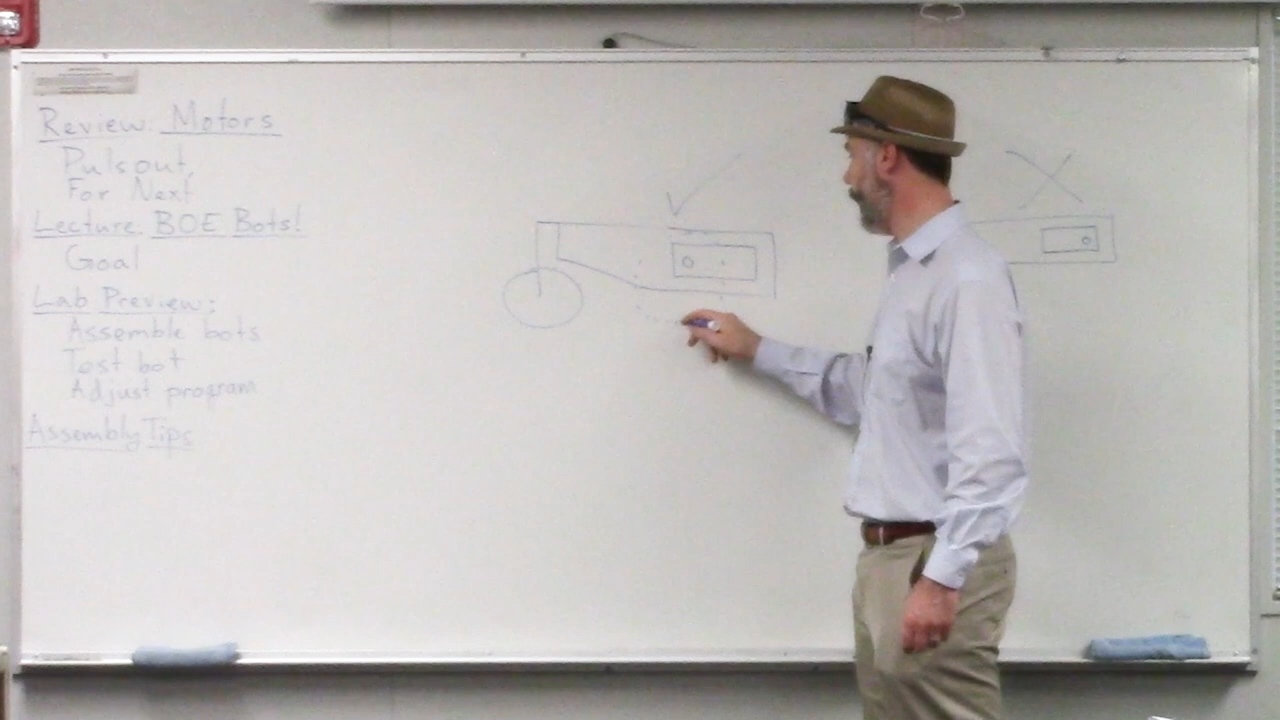 Review: Motors
Pulsout,
For Next
Lecture: BOE Bots!
Goal
Lab Preview:
Assemble bots
Test bot
Adjust program
Assembly Tips